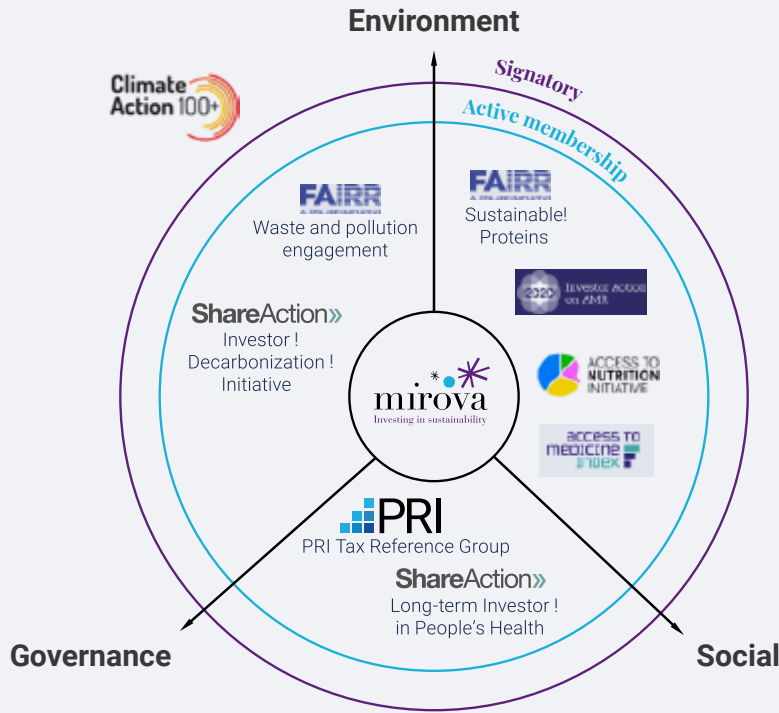 Environment
Signatory
Climate
Action 100+
Active membership
FAIRR
Waste and pollution
engagement
FAIRR
Sustainable!
Proteins
2020
Investor Action
on AMR
ShareAction»
Investor !
Decarbonization !
Initiative
mirova
Investing in sustainability
ACCESS TO
NUTRITION
INITIATIVE
access to
medicine
index
PRI
PRI Tax Reference Group
ShareAction»
Long-term Investor !
in People's Health
Governance
Social